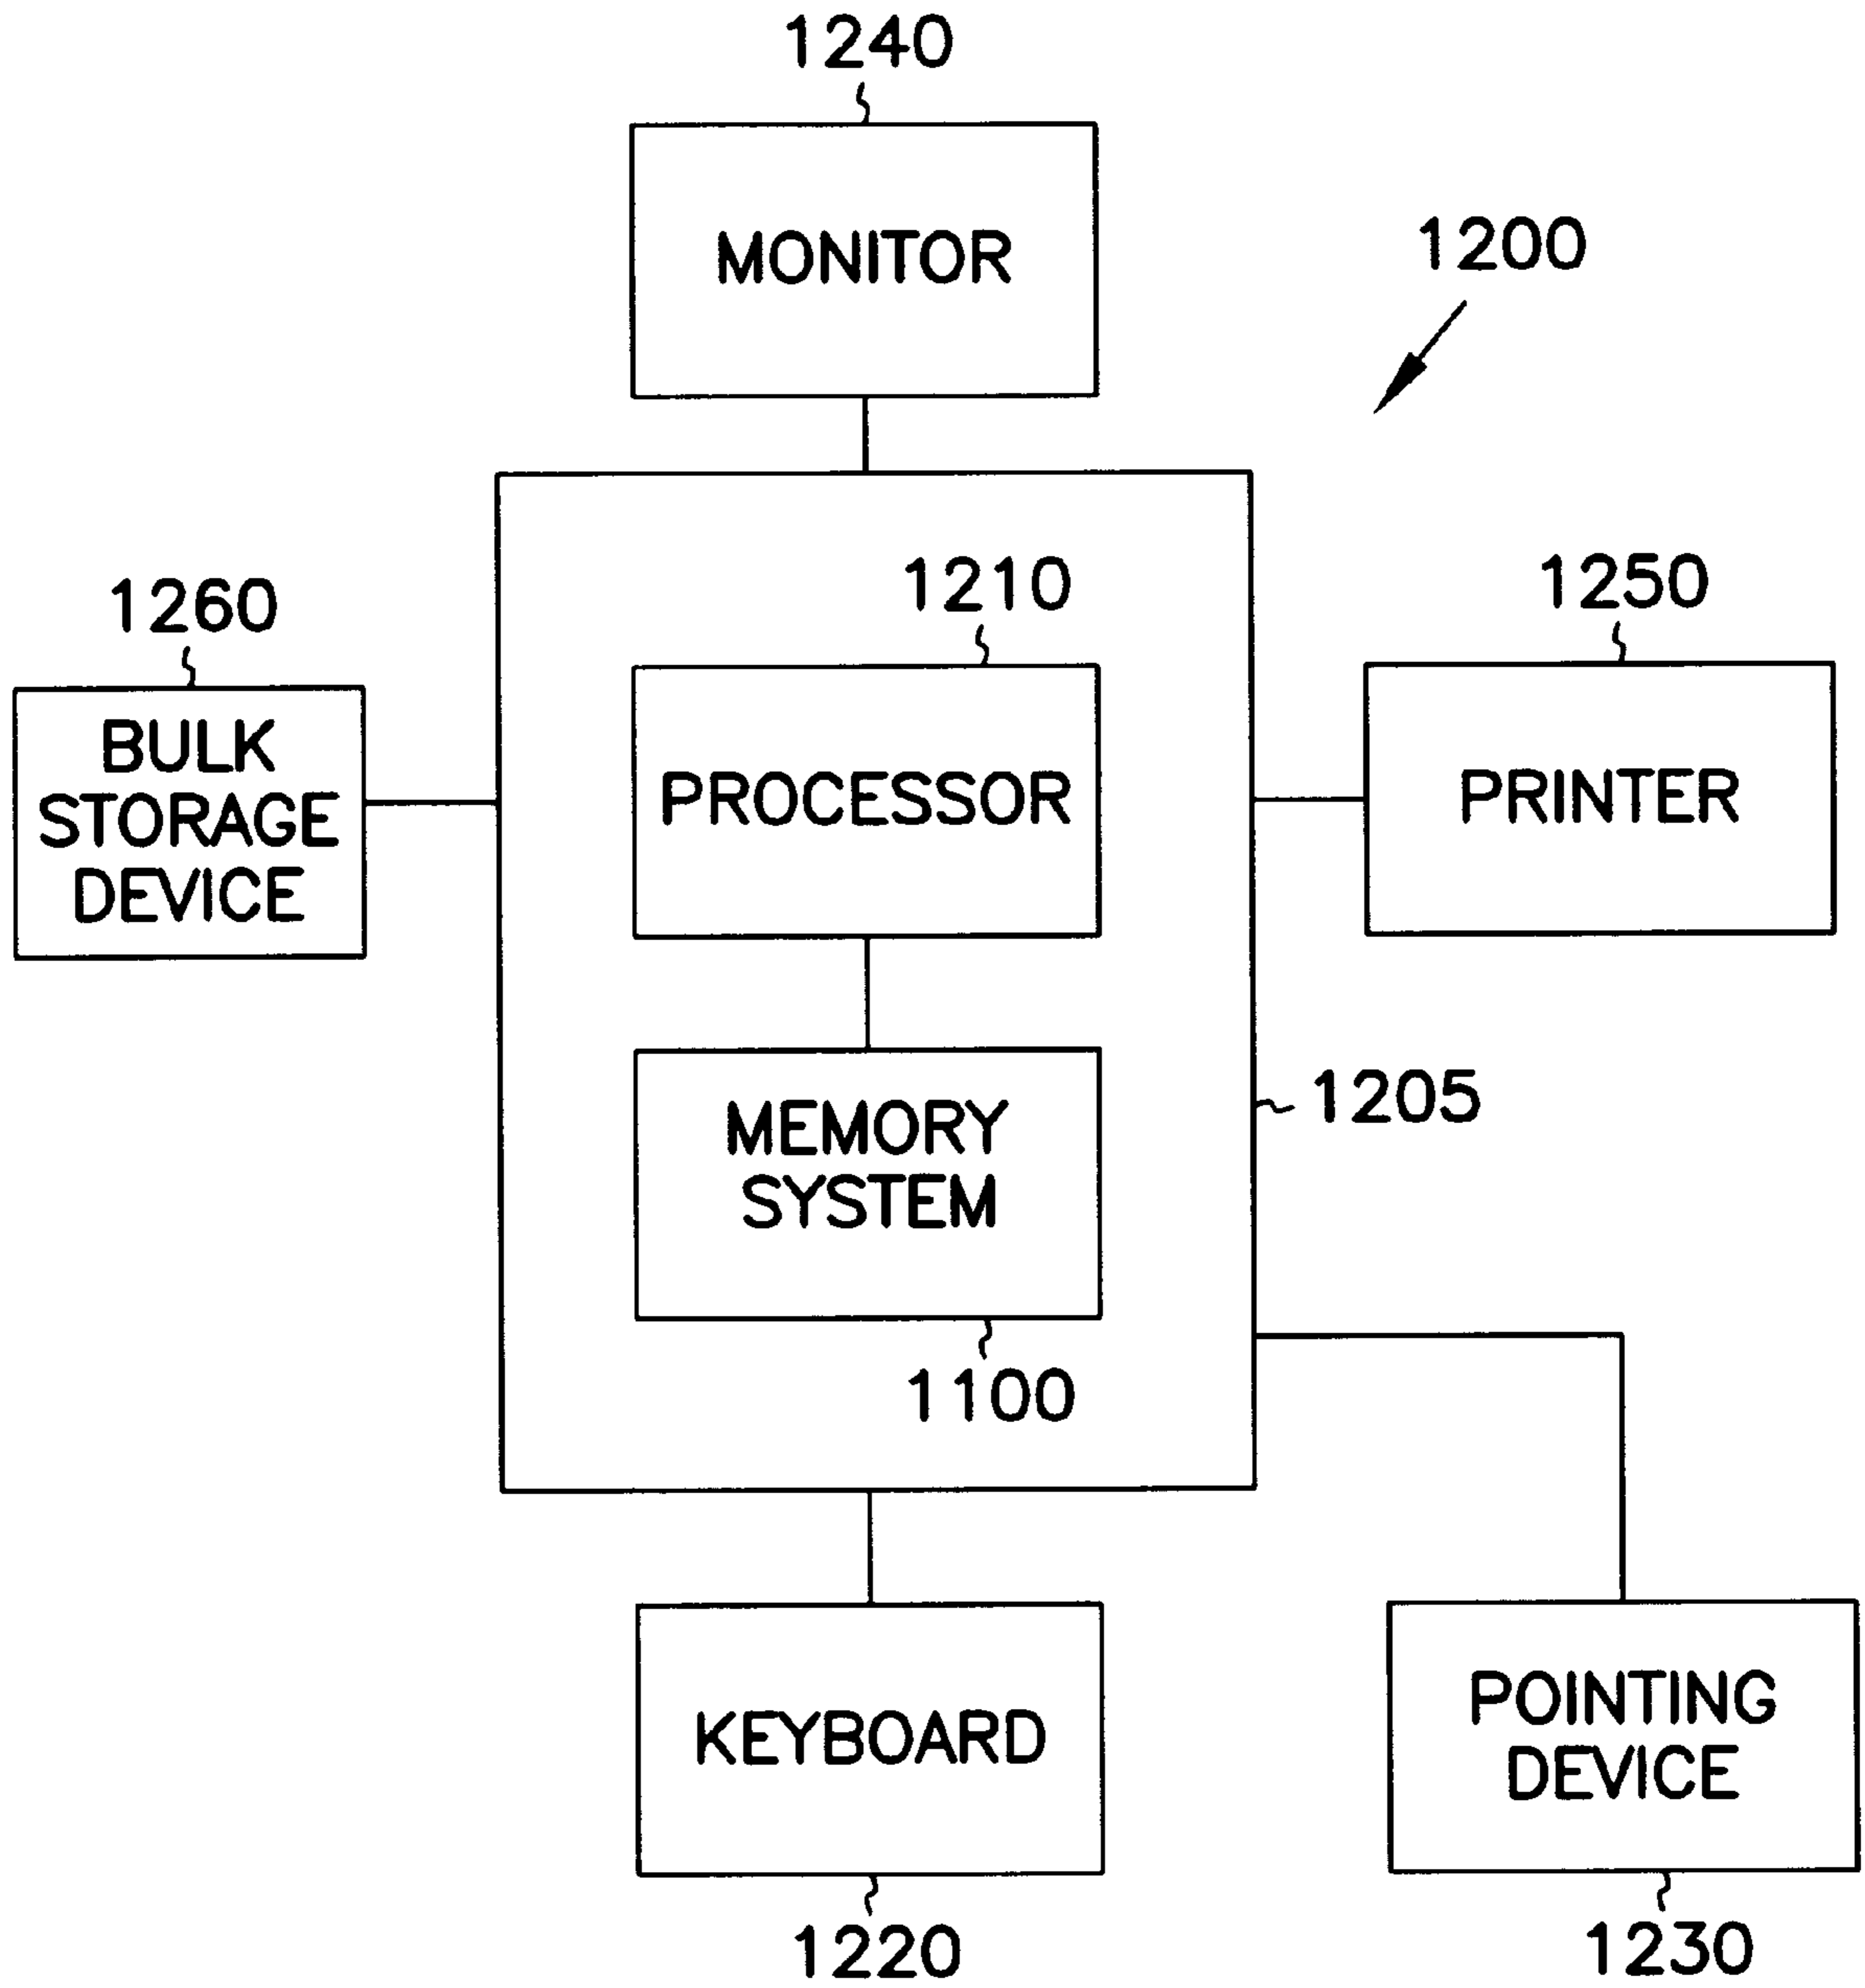 1240
MONITOR
1200
1260
BULK
STORAGE
DEVICE
1210
PROCESSOR
1250
PRINTER
MEMORY
SYSTEM
1205
1100
KEYBOARD
1220
POINTING
DEVICE
1230